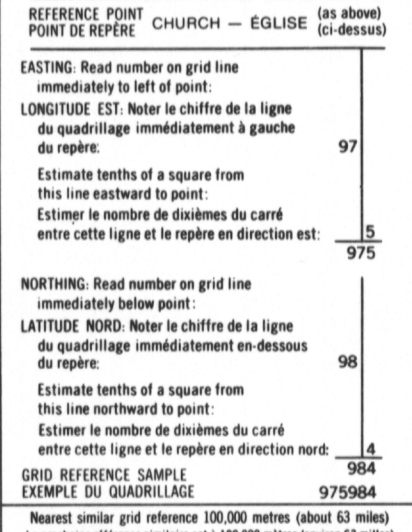 REFERENCE POINT CHURCH — ÉGLISE (as above)
POINT DE REPÈRE (ci-dessus)
EASTING: Read number on grid line
immediately to left of point:
LONGITUDE EST: Noter le chiffre de la ligne
du quadrillage immédiatement à gauche
du repère: 97
Estimate tenths of a square from
this line eastward to point:
Estimer le nombre de dixièmes du carré
entre cette ligne et le repère en direction est: 5
975
NORTHING: Read number on grid line
immediately below point:
LATITUDE NORD: Noter le chiffre de la ligne
du quadrillage immédiatement en-dessous
du repère: 98
Estimate tenths of a square from
this line northward to point:
Estimer le nombre de dixièmes du carré
entre cette ligne et le repère en direction nord: 4
984
GRID REFERENCE SAMPLE
EXEMPLE DU QUADRILLAGE 975984
Nearest similar grid reference 100,000 metres (about 63 miles)